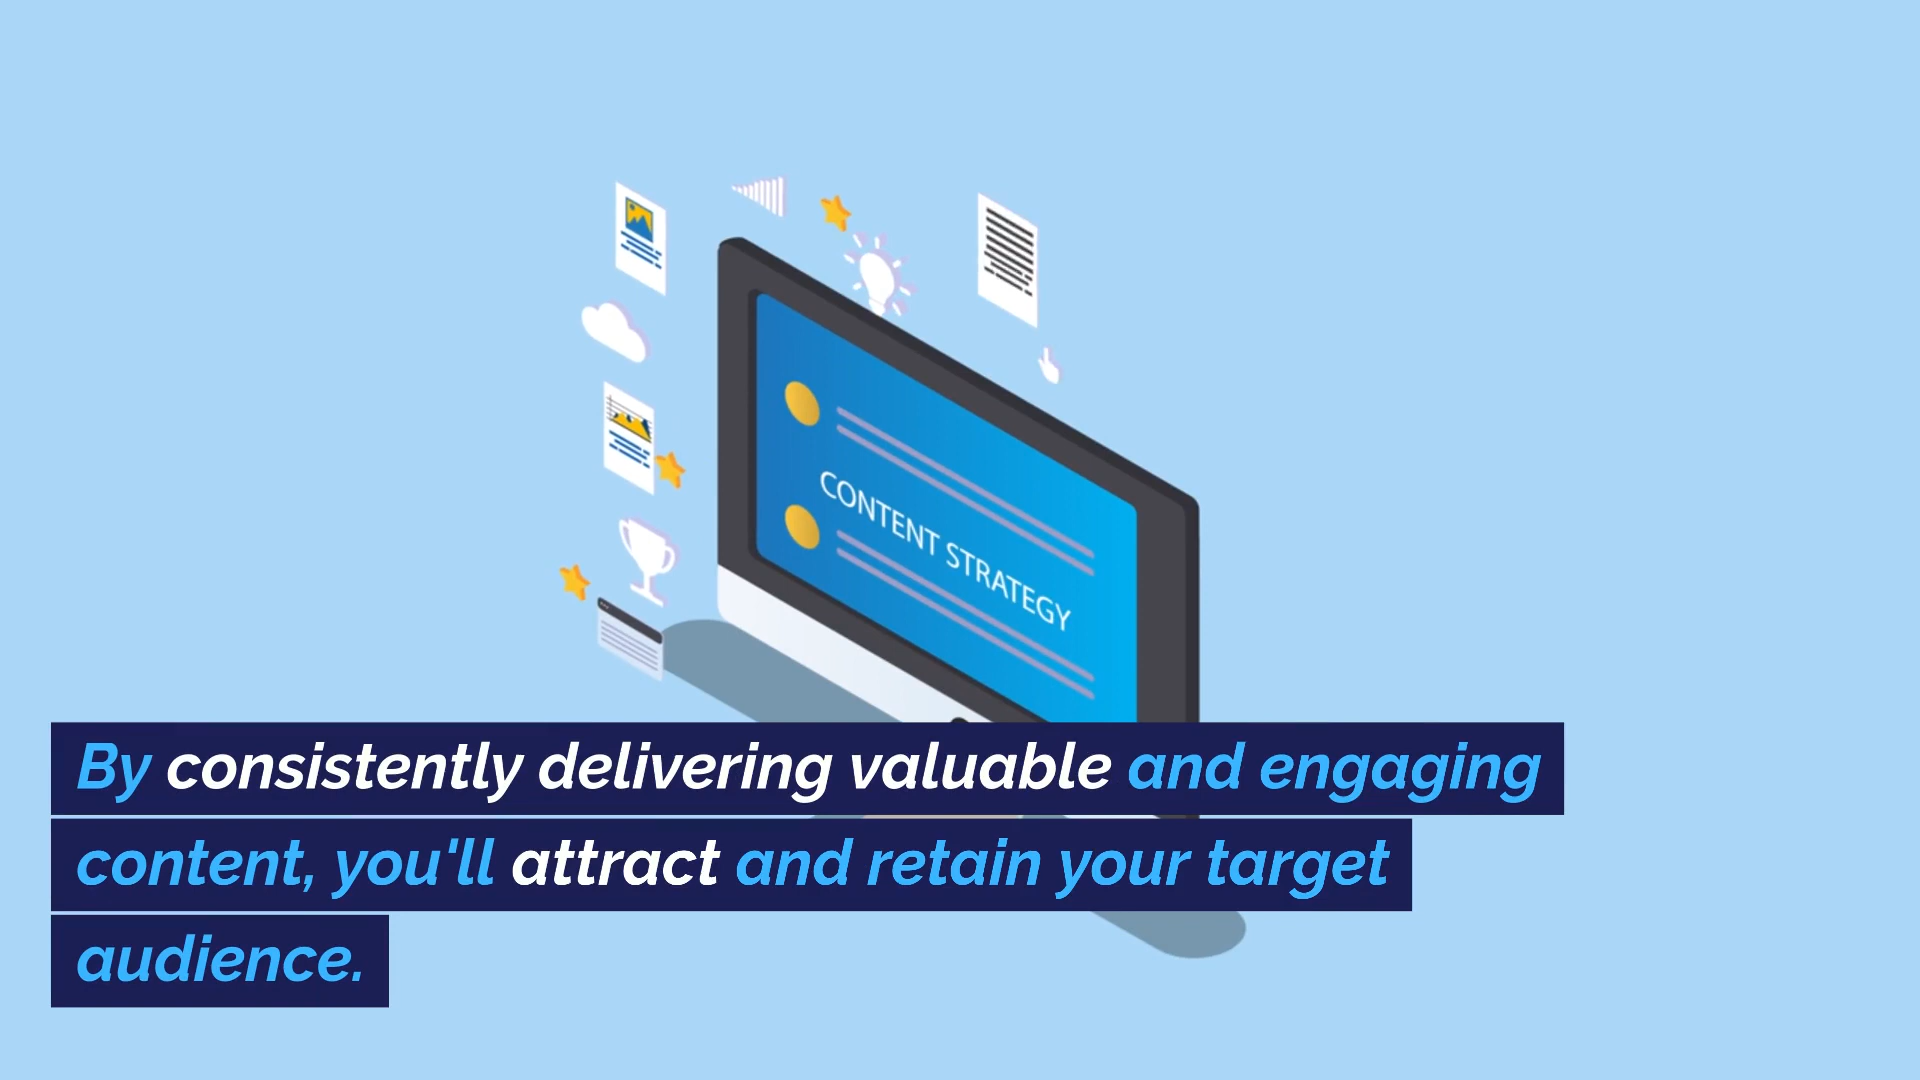 CONTENT STRATEGY
By consistently delivering valuable and engaging
content, you'll attract and retain your target
audience.